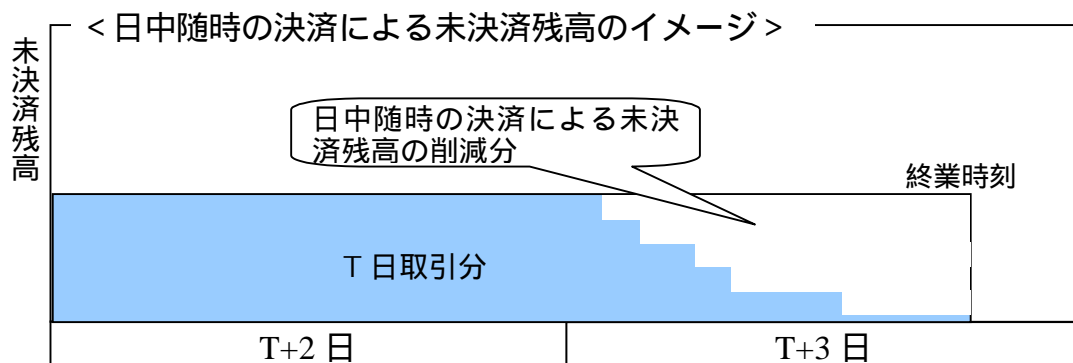 ＜日中随時の決済による未決済残高のイメージ＞
未決済残高
日中随時の決済による未決
済残高の削減分
終業時刻
Ｔ日取引分
T+2 日
T+3 日